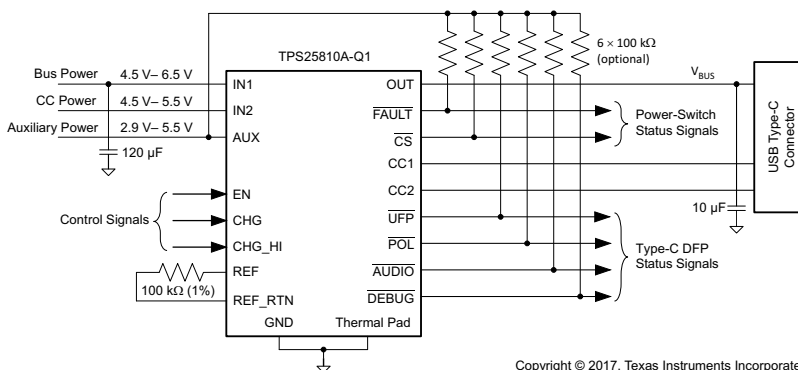 TPS25810A-Q1
6 × 100 kΩ
(optional)
Bus Power 4.5 V– 6.5 V
CC Power 4.5 V– 5.5 V
Auxiliary Power 2.9 V– 5.5 V
120 µF
IN1
IN2
AUX
EN
CHG
CHG_HI
REF
REF_RTN
Control Signals
100 kΩ (1%)
GND
Thermal Pad
OUT
FAULT
CS
CC1
CC2
UFP
POL
AUDIO
DEBUG
VBUS
Power-Switch
Status Signals
10 µF
Type-C DFP
Status Signals
USB Type-C
Connector
Copyright © 2017, Texas Instruments Incorporate